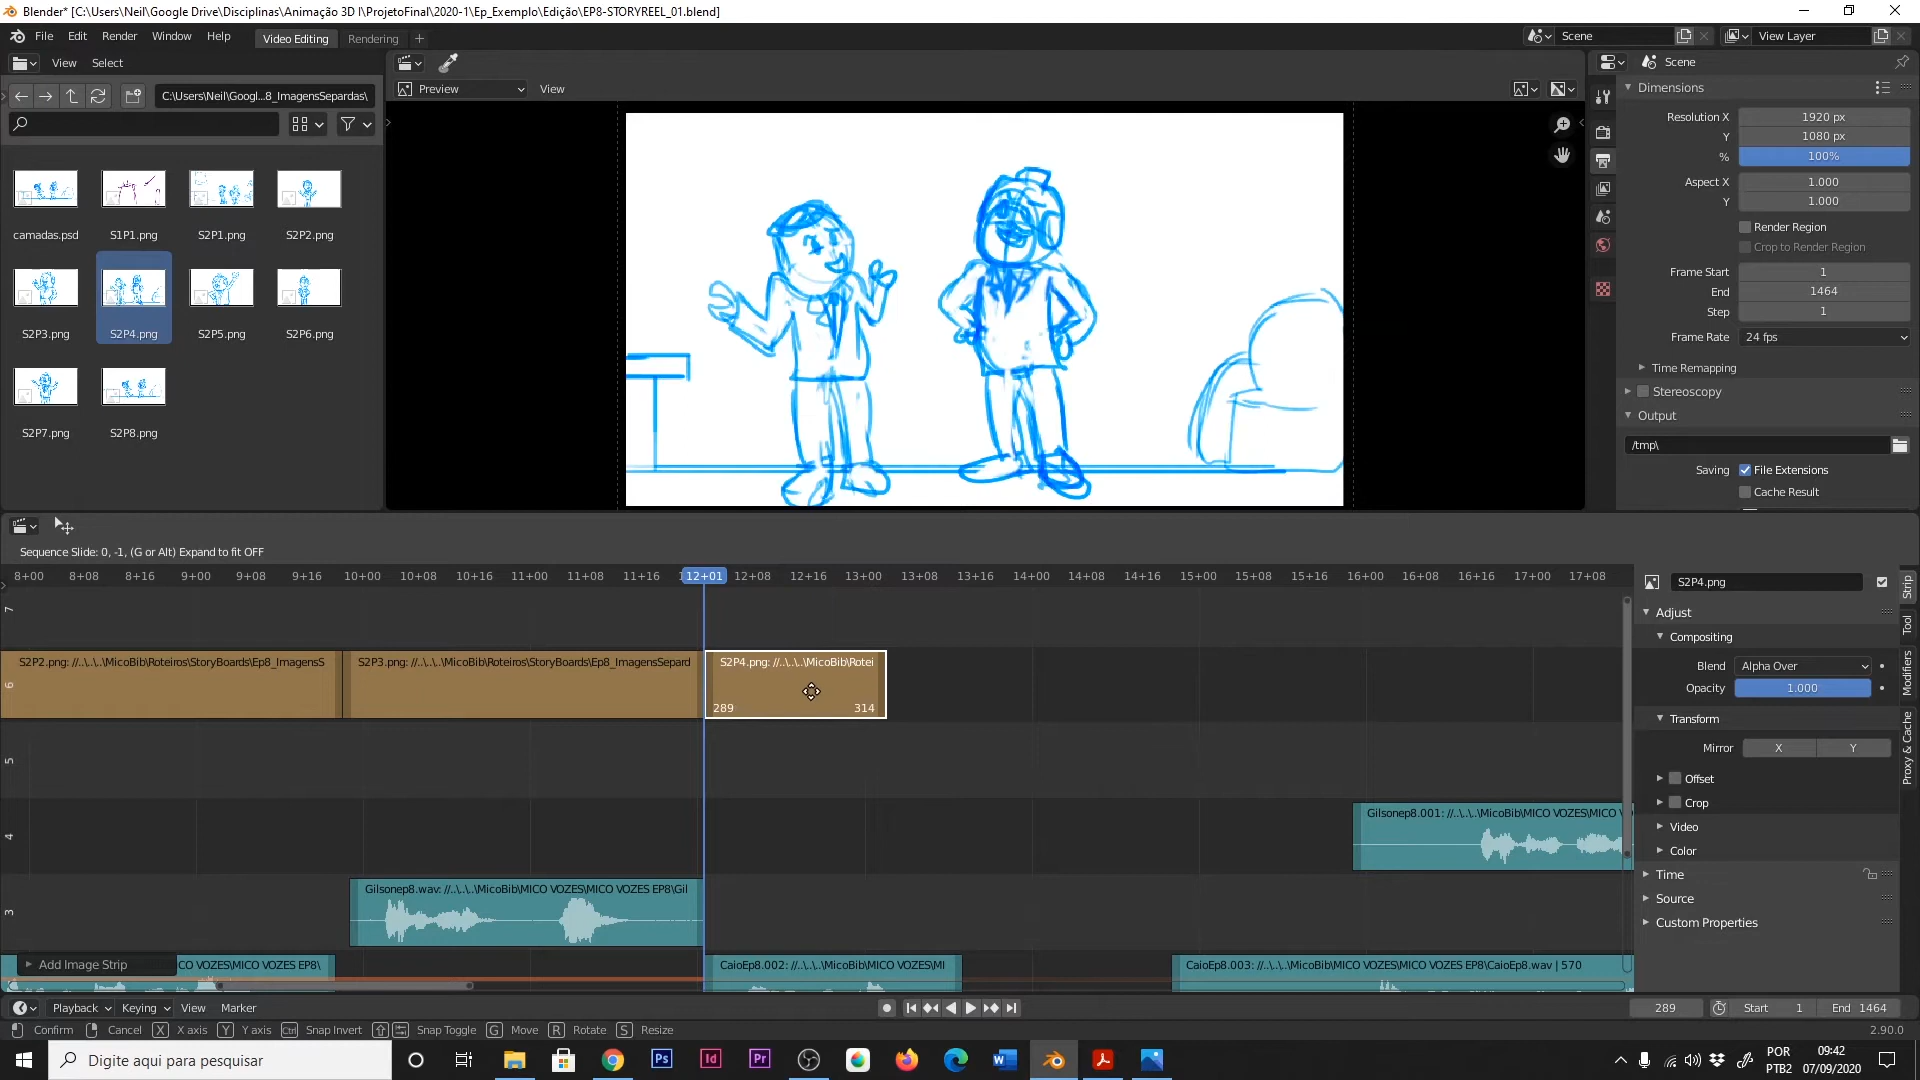 Blender* [C:\Users\Neil\Google Drive\Disciplinas\Animação 3D I\ProjetoFinal\2020-1\Ep_Exemplo\Edição\EP8-STORYREEL_01.blend]
File Edit Render Window Help Video Editing Rendering + Scene View Layer
View Select
C:\Users\Neil\Googl...8_ImagensSepardas\
Preview View
camadas.psd S1P1.png S2P1.png S2P2.png
S2P3.png S2P4.png S2P5.png S2P6.png
S2P7.png S2P8.png
Scene
Dimensions
Resolution X 1920 px
Y 1080 px
% 100%
Aspect X 1.000
Y 1.000
Render Region
Crop to Render Region
Frame Start 1
End 1464
Step 1
Frame Rate 24 fps
Time Remapping
Stereoscopy
Output
/tmp\
Saving File Extensions
Cache Result
Sequence Slide: 0, -1, (G or Alt) Expand to fit OFF
8+00 8+08 8+16 9+00 9+08 9+16 10+00 10+08 10+16 11+00 11+08 11+16 12+01 12+08 12+16 13+00 13+08 13+16 14+00 14+08 14+16 15+00 15+08 15+16 16+00 16+08 16+16 17+00 17+08
7
6
S2P2.png: //..\..\..\MicoBib\Roteiros\StoryBoards\Ep8_ImagensS
S2P3.png: //..\..\..\MicoBib\Roteiros\StoryBoards\Ep8_ImagensSepard
S2P4.png: //..\..\..\MicoBib\Rotei
289 314
5
4
Gilsonep8.001: //..\..\..\MicoBib\MICO VOZES\MICO V
3
Gilsonep8.wav: //..\..\..\MicoBib\MICO VOZES\MICO VOZES EP8\Gil
Add Image Strip
CO VOZES\MICO VOZES EP8\
CaioEp8.002: //..\..\..\MicoBib\MICO VOZES\MI
CaioEp8.003: //..\..\..\MicoBib\MICO VOZES\MICO VOZES EP8\CaioEp8.wav | 570
S2P4.png
Adjust
Compositing
Blend Alpha Over
Opacity 1.000
Transform
Mirror X Y
Offset
Crop
Video
Color
Time
Source
Custom Properties
Strip
Tool
Modifiers
Proxy & Cache
Playback Keying View Marker
289 Start 1 End 1464
Confirm Cancel X X axis Y Y axis Ctrl Snap Invert Snap Toggle G Move R Rotate S Resize
2.90.0
Digite aqui para pesquisar
Ps Id Pr
POR
PTB2
09:42
07/09/2020